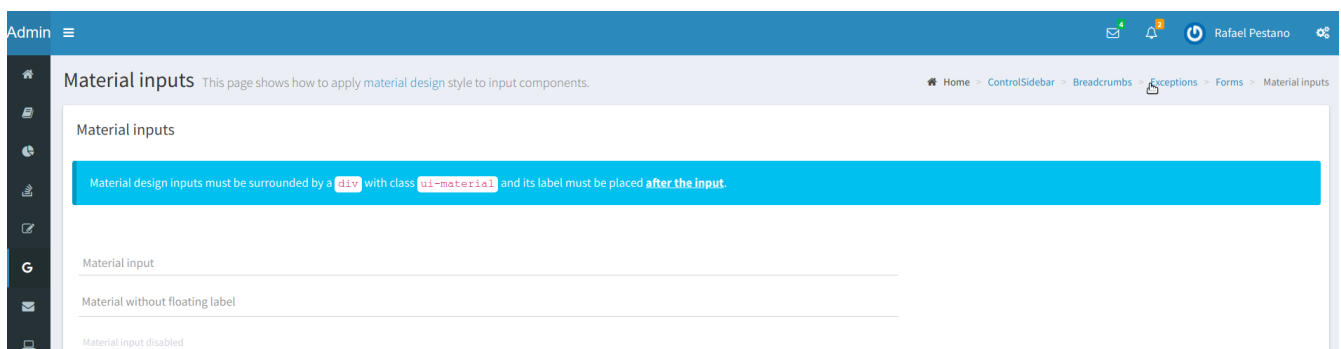 Admin
4 2 Rafael Pestano
Material inputs This page shows how to apply material design style to input components.
Home > ControlSidebar > Breadcrumbs > Exceptions > Forms > Material inputs
Material inputs
Material design inputs must be surrounded by a div with class ui-material and its label must be placed after the input.
G
Material input
Material without floating label
Material input disabled